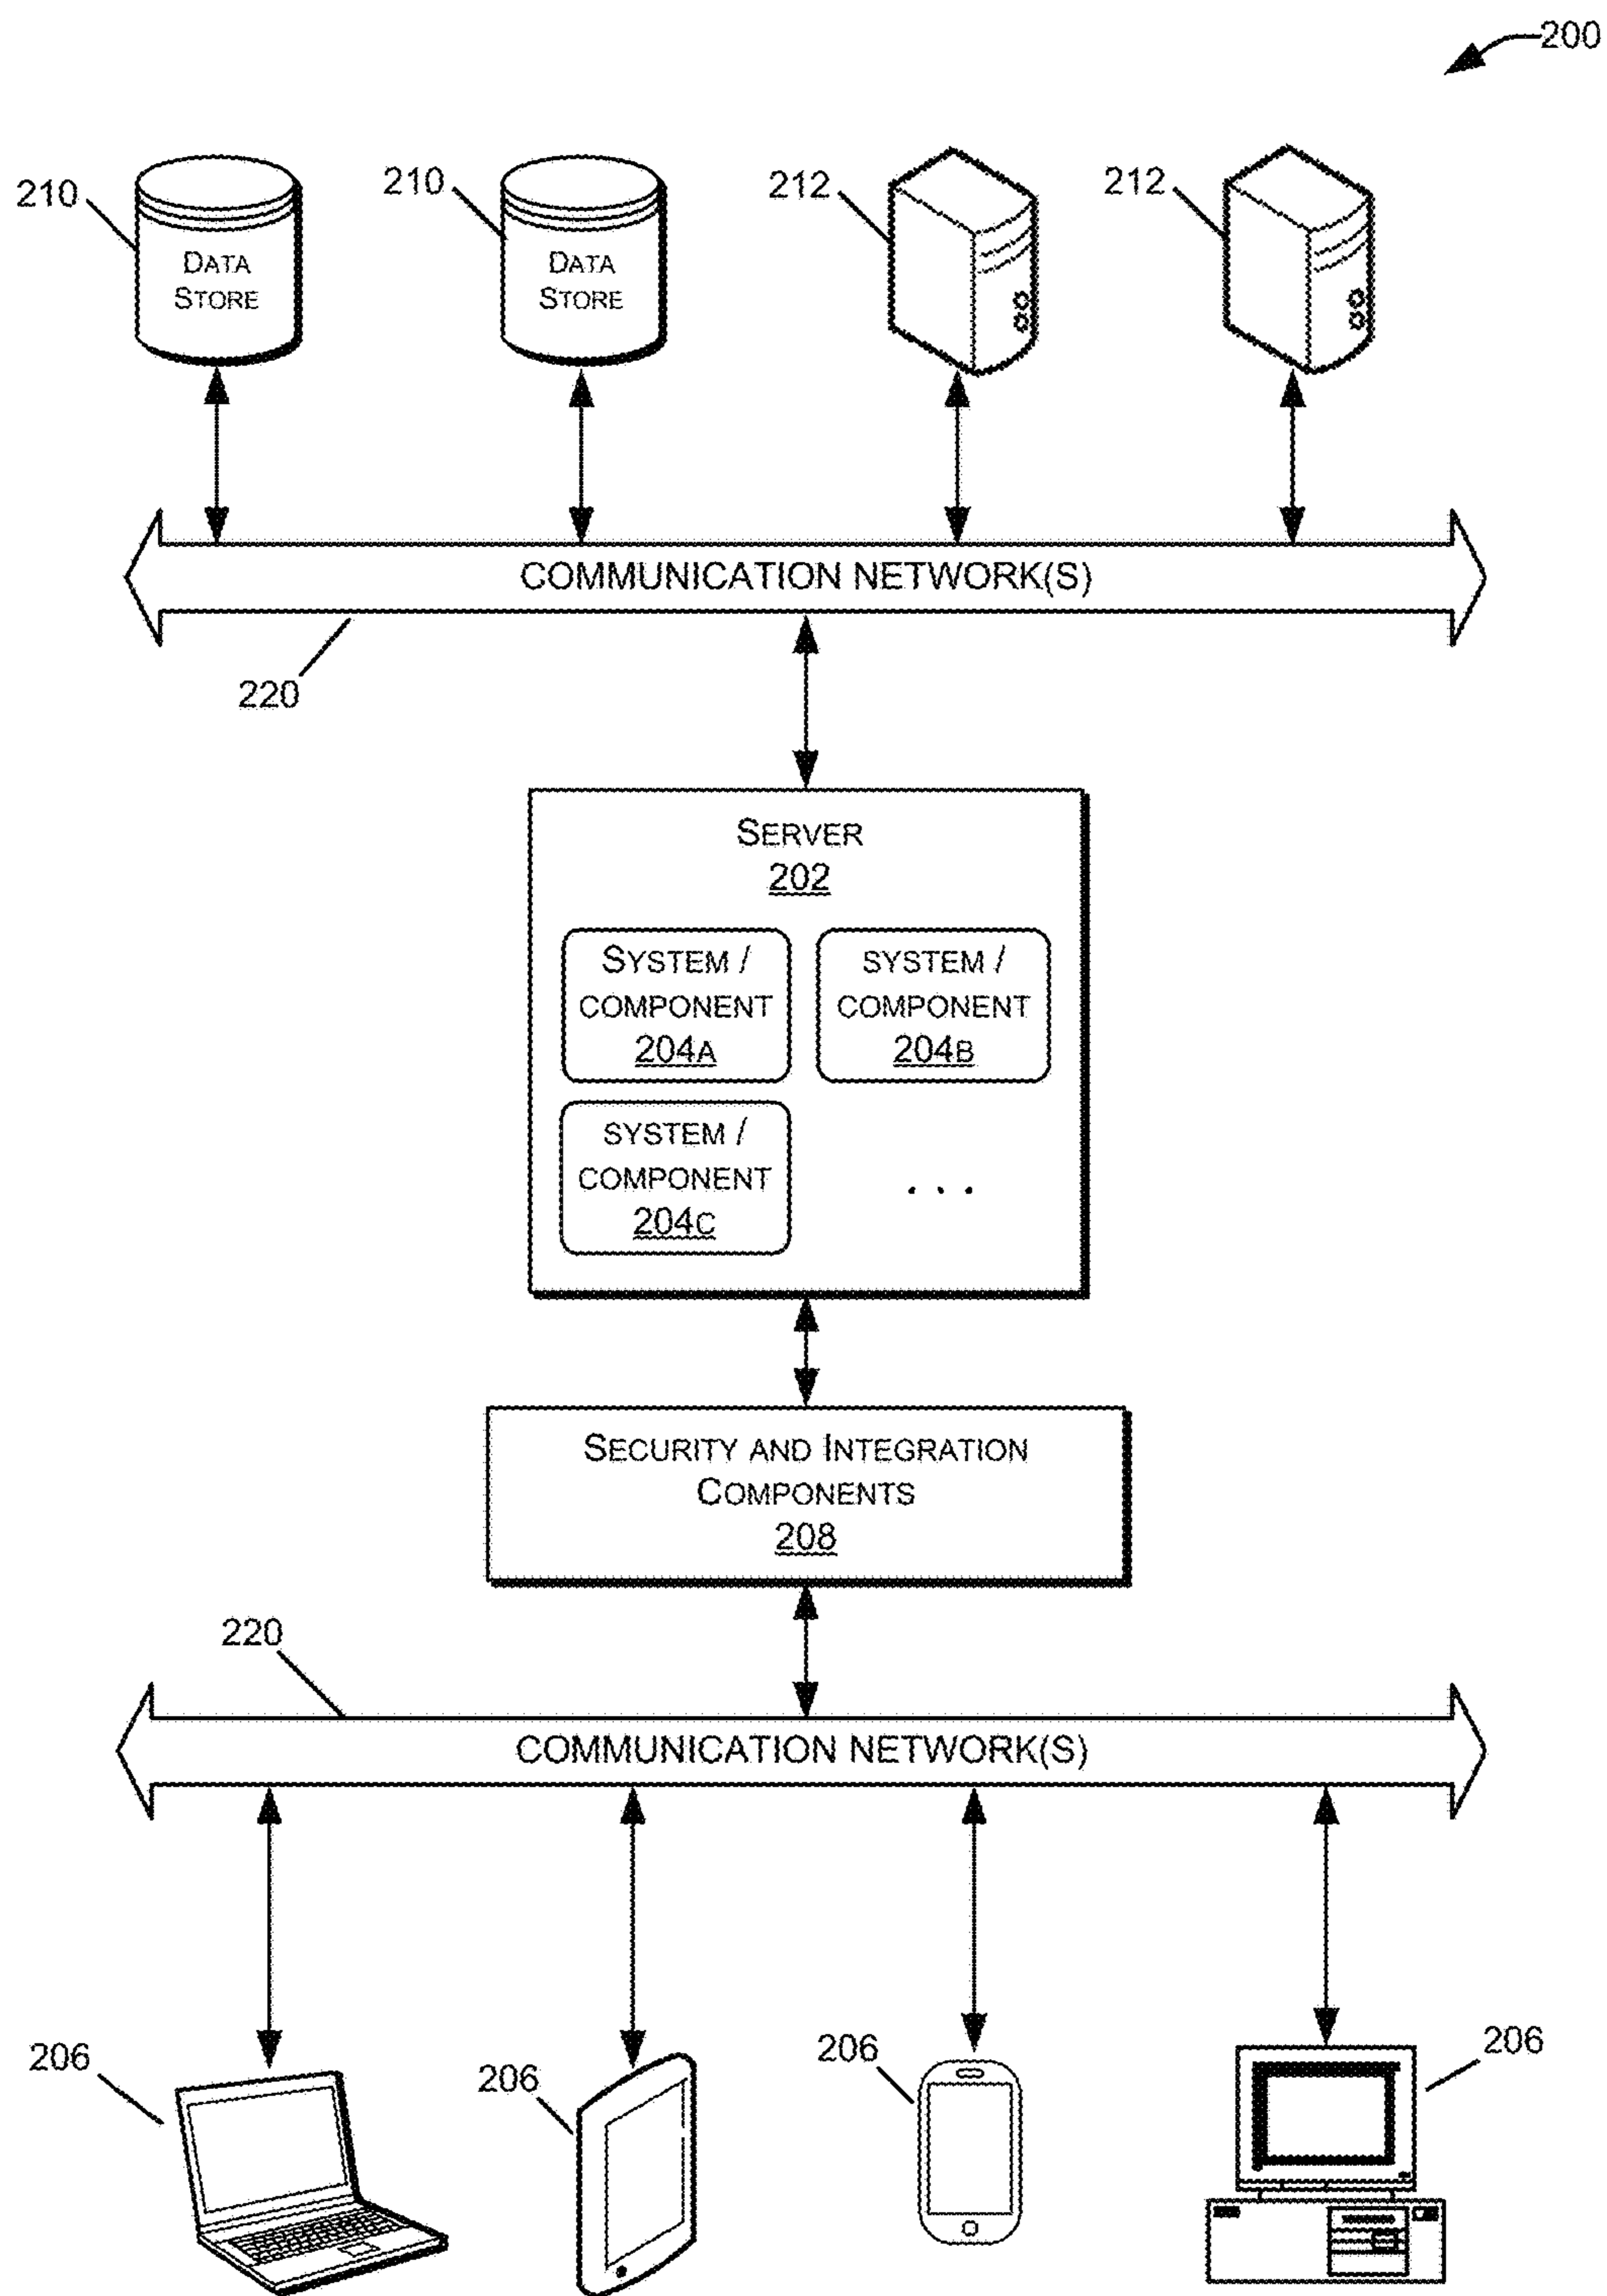 200
210
210
212
212
DATA
STORE
DATA
STORE
COMMUNICATION NETWORK(S)
220
SERVER
202
SYSTEM /
COMPONENT
204A
SYSTEM /
COMPONENT
204B
SYSTEM /
COMPONENT
204C
. . .
SECURITY AND INTEGRATION
COMPONENTS
208
220
COMMUNICATION NETWORK(S)
206
206
206
206